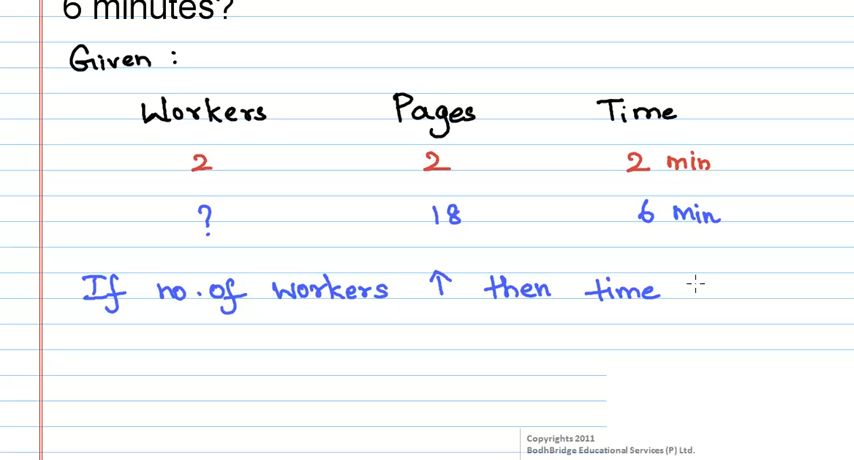 6 minutes?
Given :
Workers Pages Time
2 2 2 min
? 18 6 min
If no. of workers ↑ then time
Copyrights 2011
BodhBridge Educational Services (P) Ltd.